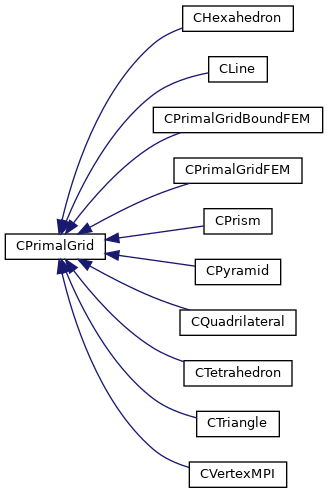 CHexahedron
CLine
CPrimalGridBoundFEM
CPrimalGridFEM
CPrism
CPrimalGrid
CPyramid
CQuadrilateral
CTetrahedron
CTriangle
CVertexMPI